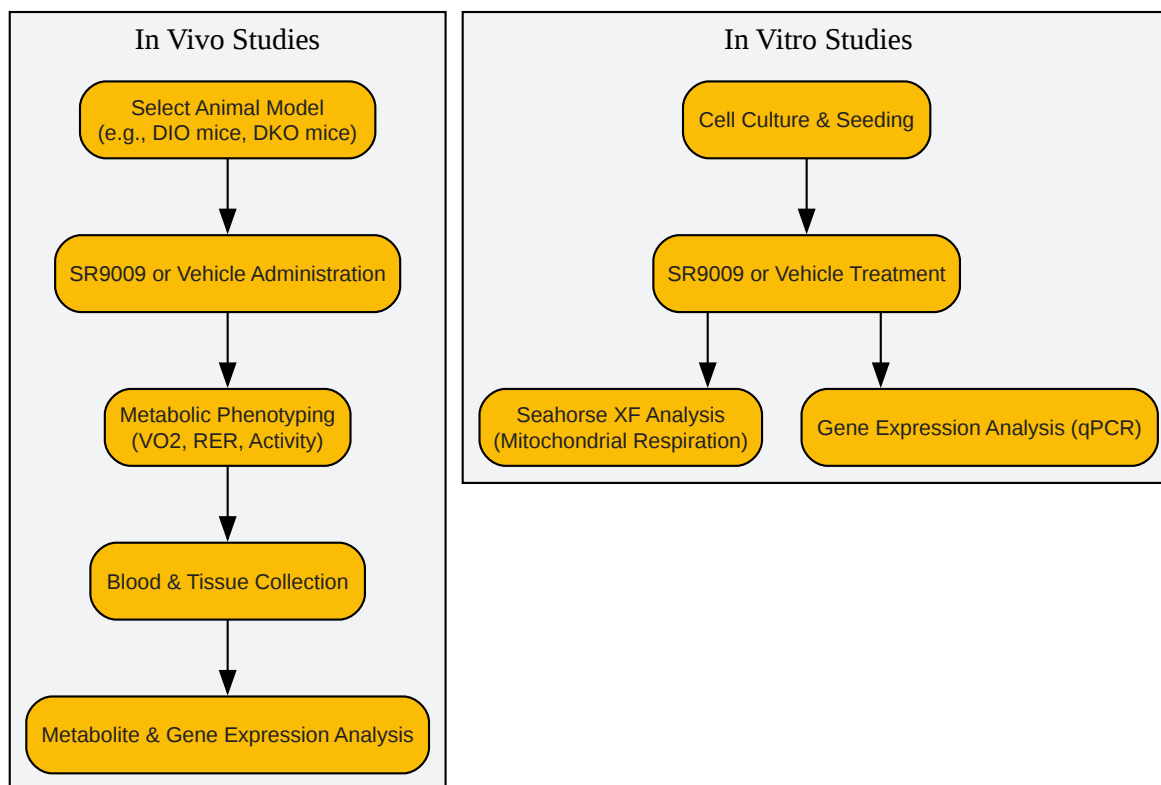 In Vivo Studies
Select Animal Model
(e.g., DIO mice, DKO mice)
SR9009 or Vehicle Administration
Metabolic Phenotyping
(VO2, RER, Activity)
Blood & Tissue Collection
Metabolite & Gene Expression Analysis
In Vitro Studies
Cell Culture & Seeding
SR9009 or Vehicle Treatment
Seahorse XF Analysis
(Mitochondrial Respiration)
Gene Expression Analysis (qPCR)